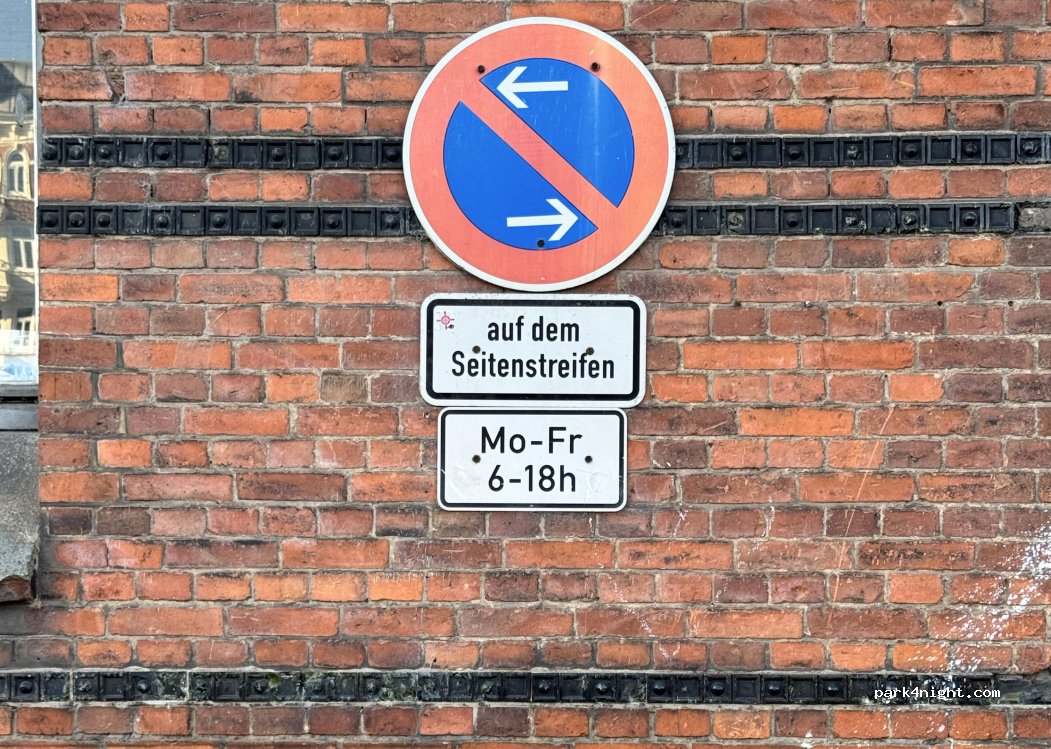 auf dem
Seitenstreifen
Mo-Fr
6-18h
park4night.com